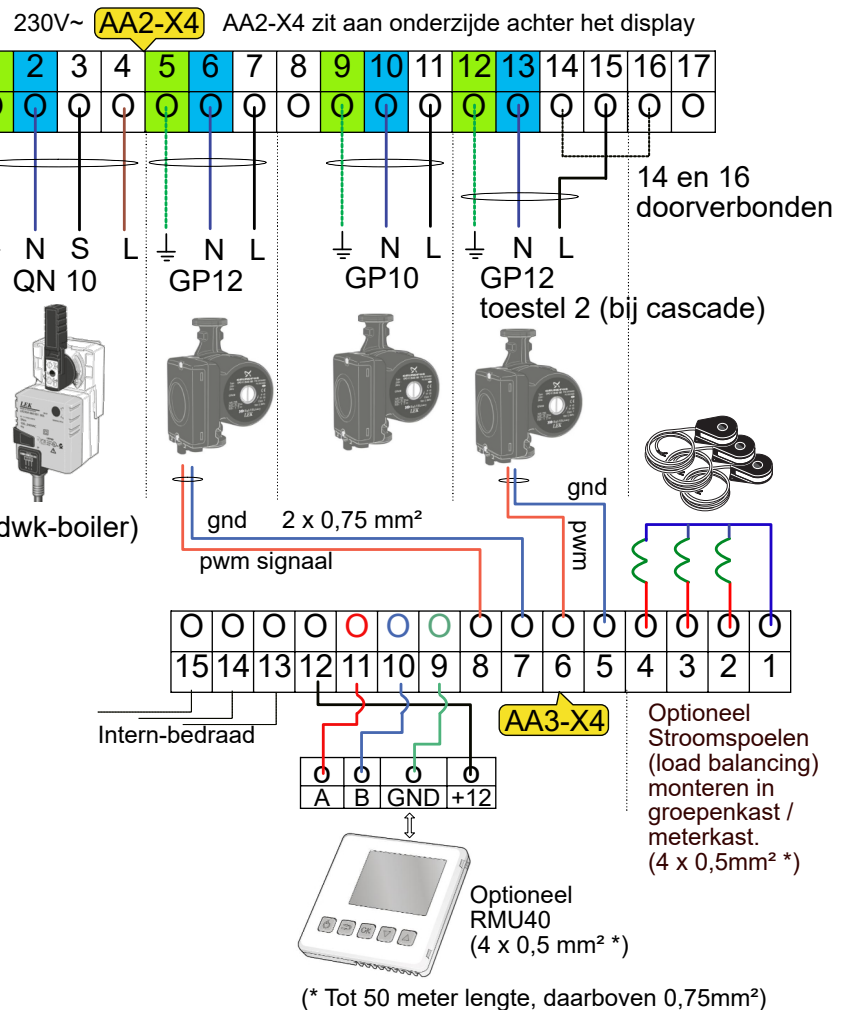 230V~ AA2-X4 AA2-X4 zit aan onderzijde achter het display
2 3 4 5 6 7 8 9 10 11 12 13 14 15 16 17
14 en 16
doorverbonden
N S L N L N L N L
QN 10 GP12 GP10 GP12
toestel 2 (bij cascade)
LEK
LEK
dwk-boiler)
gnd 2 x 0,75 mm²
pwm signaal
gnd
pwm
15 14 13 12 11 10 9 8 7 6 5 4 3 2 1
Intern-bedraad
AA3-X4
Optioneel
Stroomspoelen
(load balancing)
monteren in
groepenkast /
meterkast.
(4 x 0,5mm² *)
A B GND +12
OK
Optioneel
RMU40
(4 x 0,5 mm² *)
(* Tot 50 meter lengte, daarboven 0,75mm²)